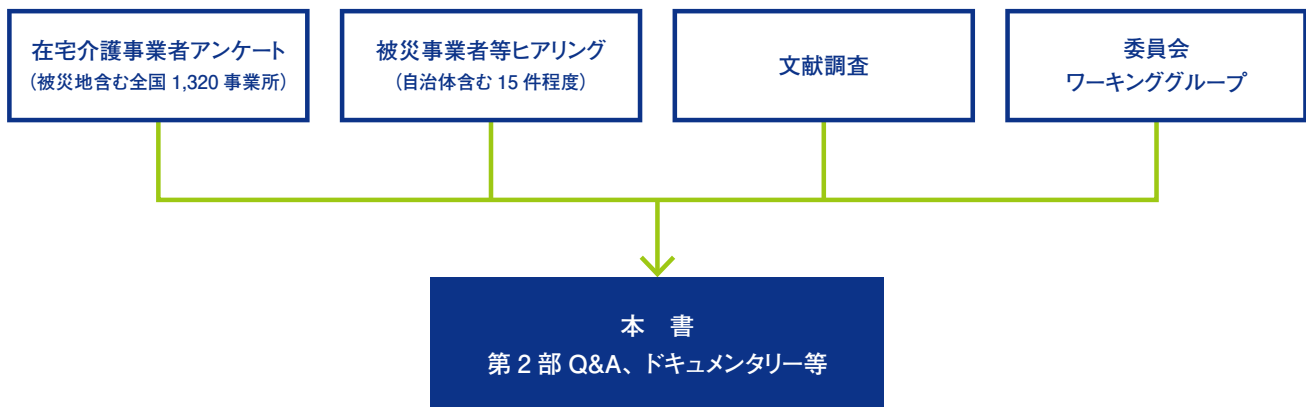 在宅介護事業者アンケート
（被災地含む全国 1,320 事業所）
被災事業者等ヒアリング
（自治体含む 15 件程度）
文献調査
委員会
ワーキンググループ
本　書
第 2 部 Q&A、ドキュメンタリー等